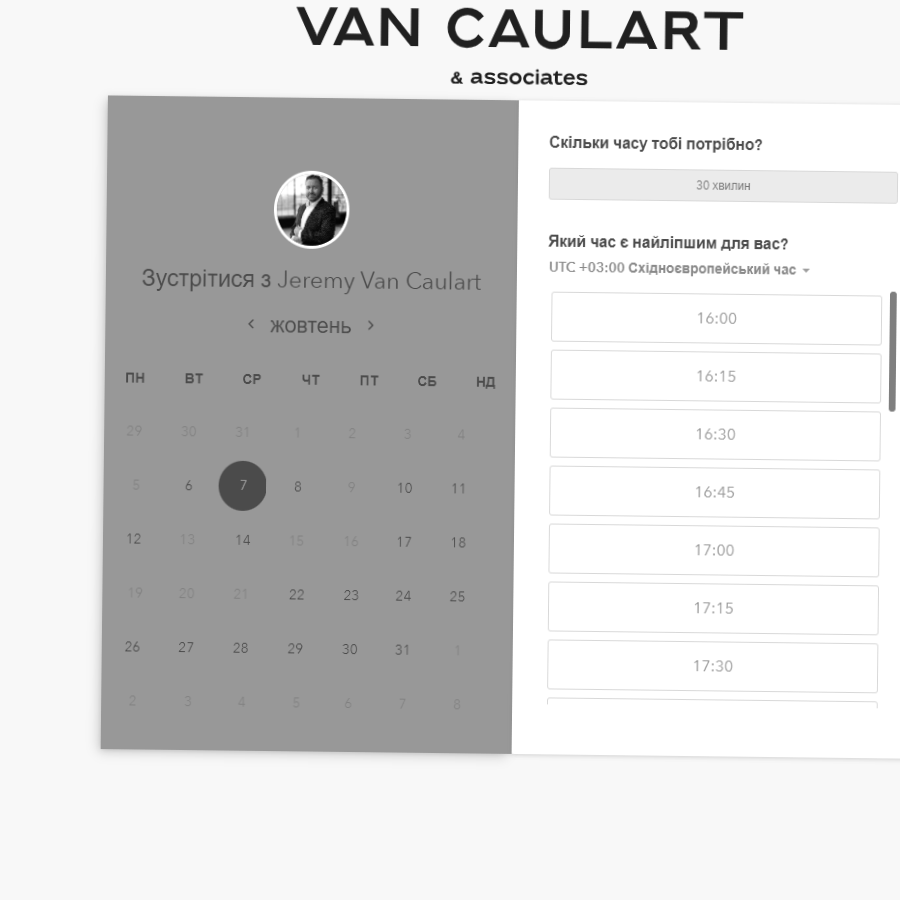 VAN CAULART
& associates
Зустрітися з Jeremy Van Caulart
жовтень
ПН ВТ СР ЧТ ПТ СБ НД
29 30 31 1 2 3 4
5 6 7 8 9 10 11
12 13 14 15 16 17 18
19 20 21 22 23 24 25
26 27 28 29 30 31 1
2 3 4 5 6 7 8
Скільки часу тобі потрібно?
30 хвилин
Який час є найліпшим для вас?
UTC +03:00 Східноєвропейський час
16:00
16:15
16:30
16:45
17:00
17:15
17:30